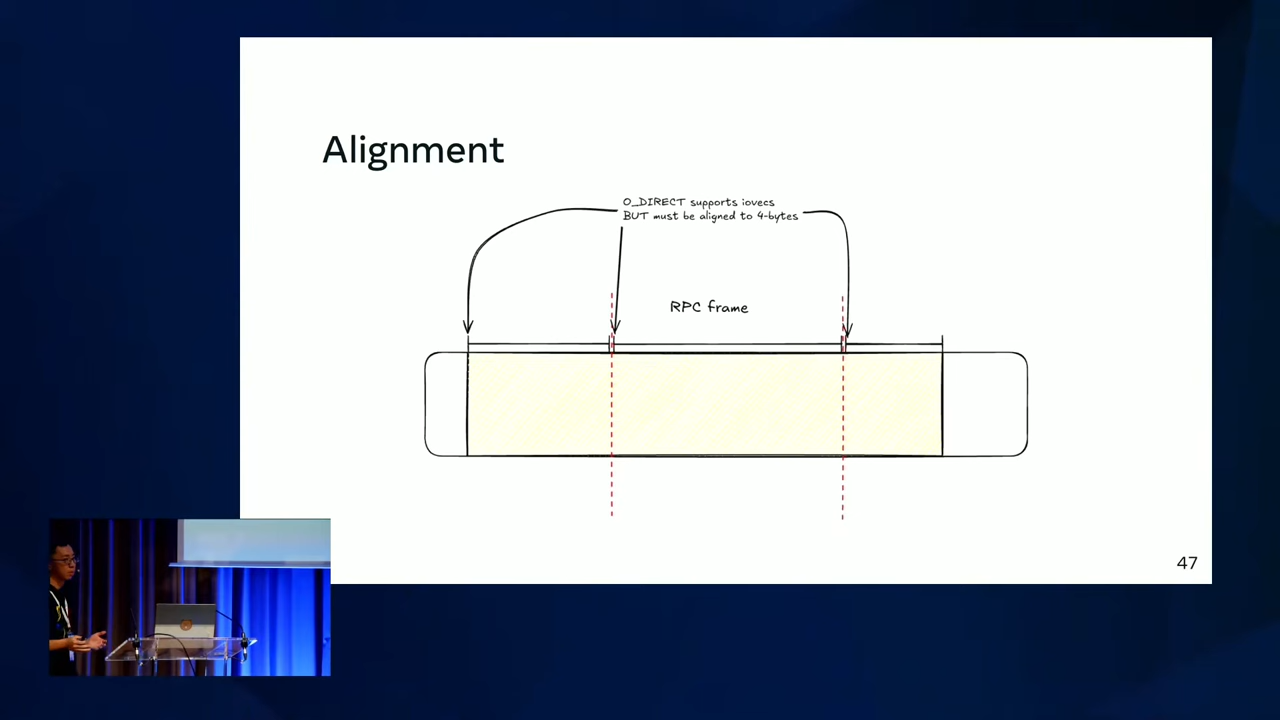 Alignment
O_DIRECT supports iovecs
BUT must be aligned to 4-bytes
RPC frame
47